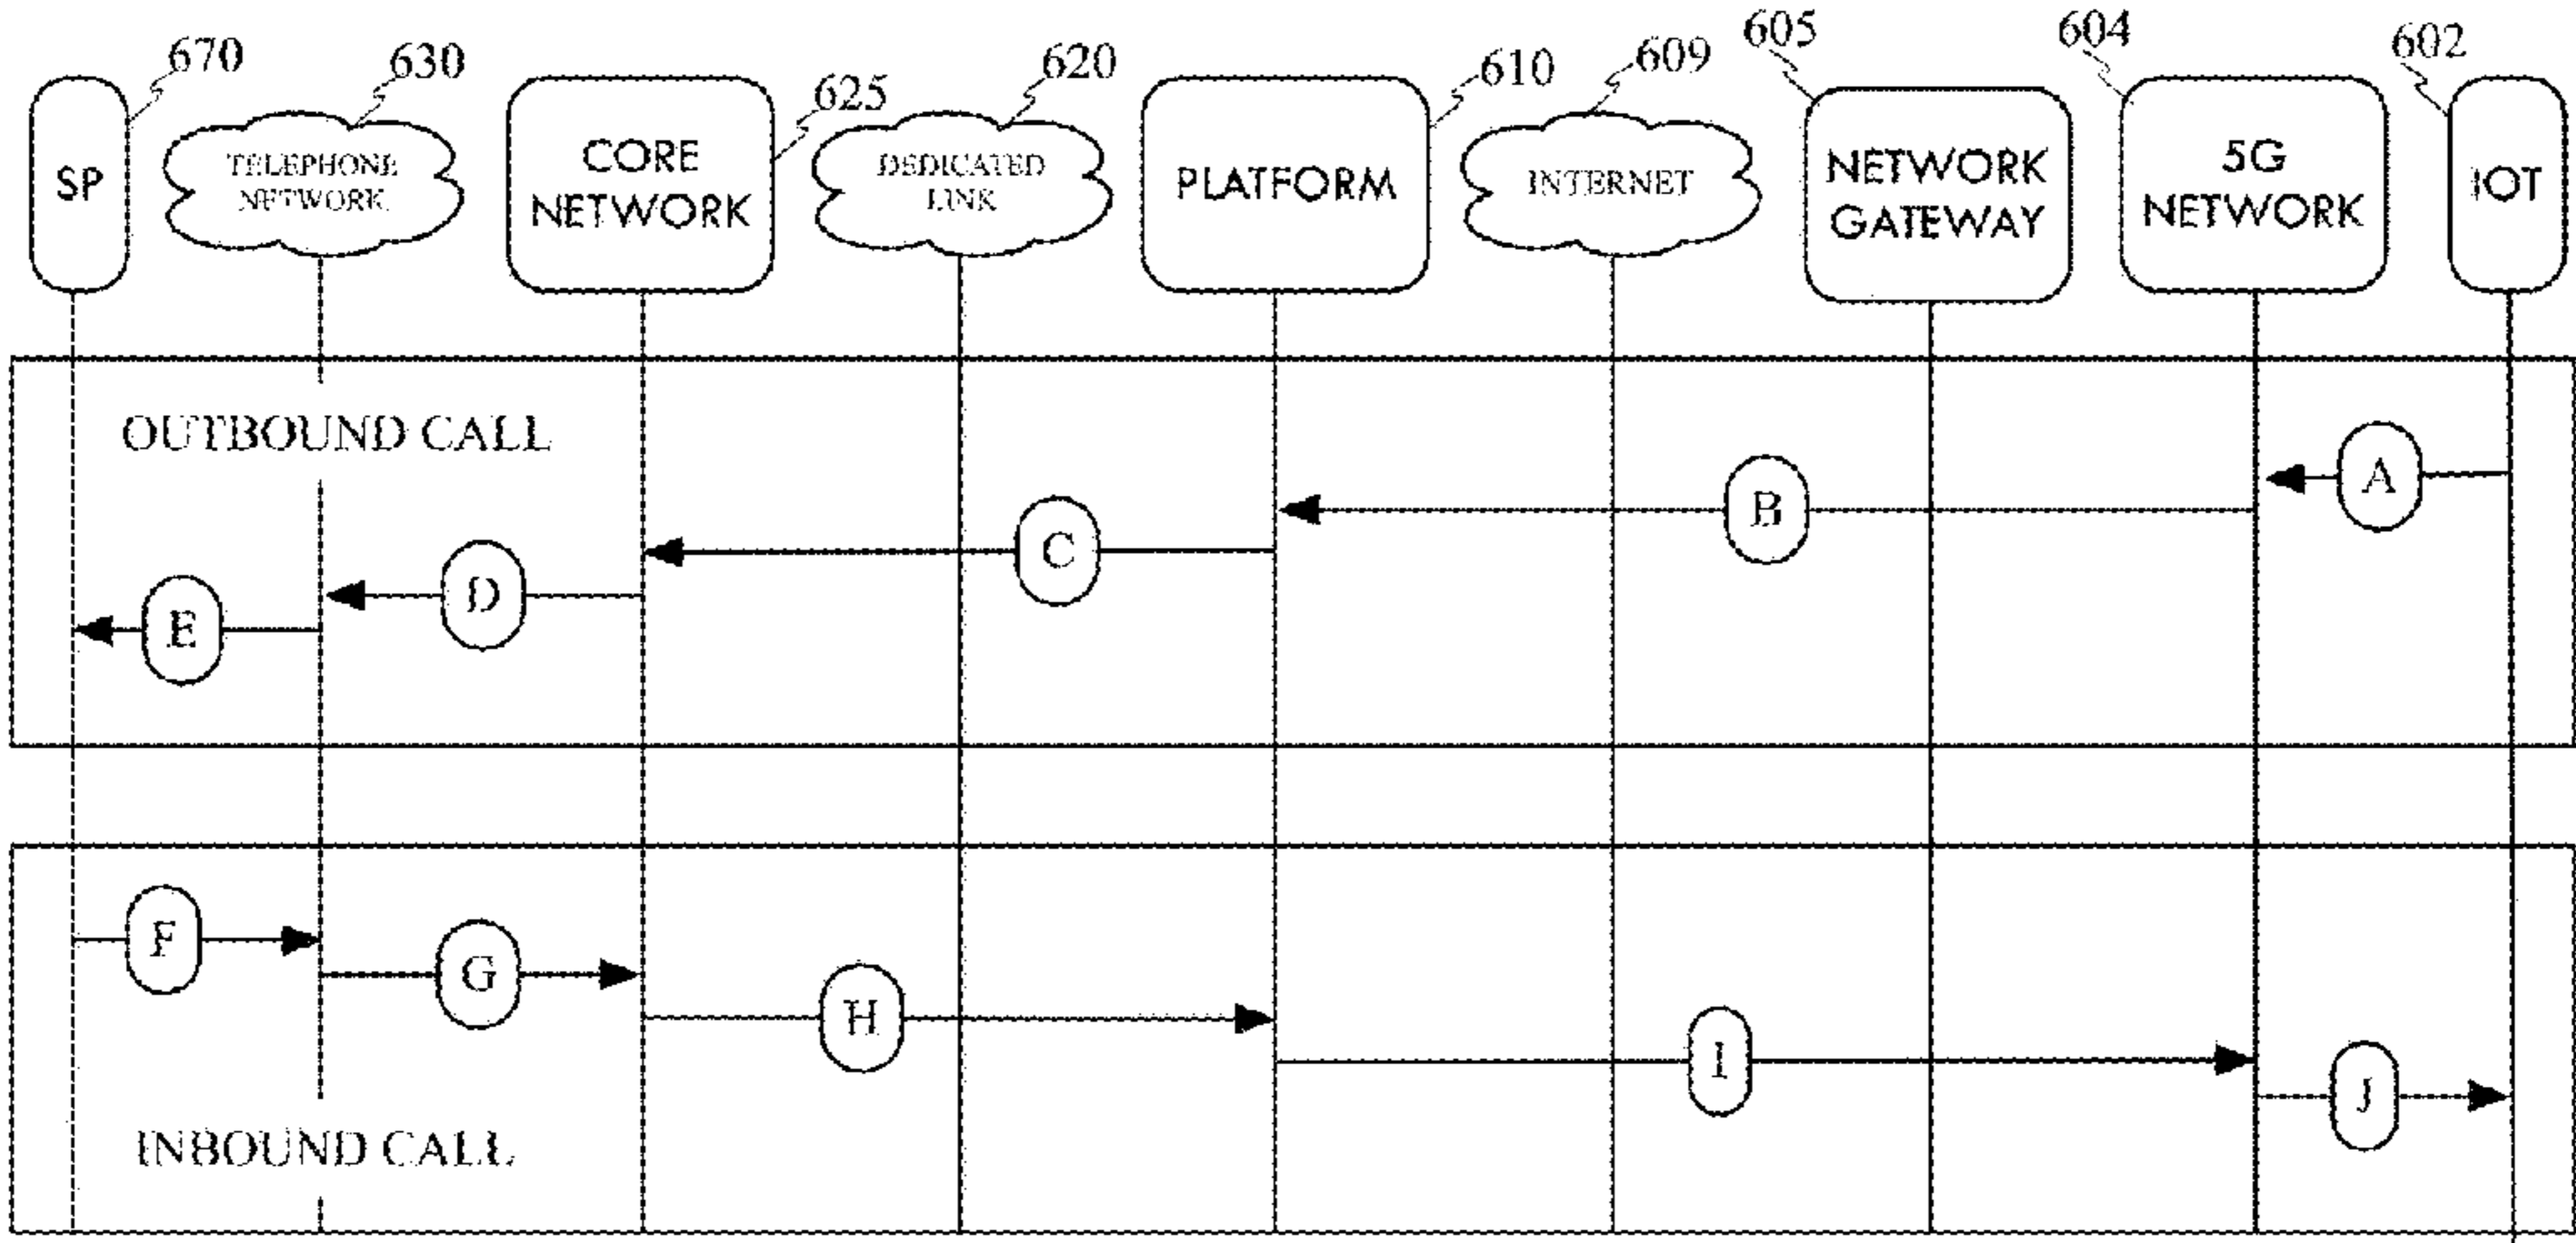 670
630
625
620
610
609
605
604
602
SP
TELEPHONE
NETWORK
CORE
NETWORK
DEDICATED
LINK
PLATFORM
INTERNET
NETWORK
GATEWAY
5G
NETWORK
IOT
OUTBOUND CALL
A
B
C
D
E
F
G
H
I
J
INBOUND CALL